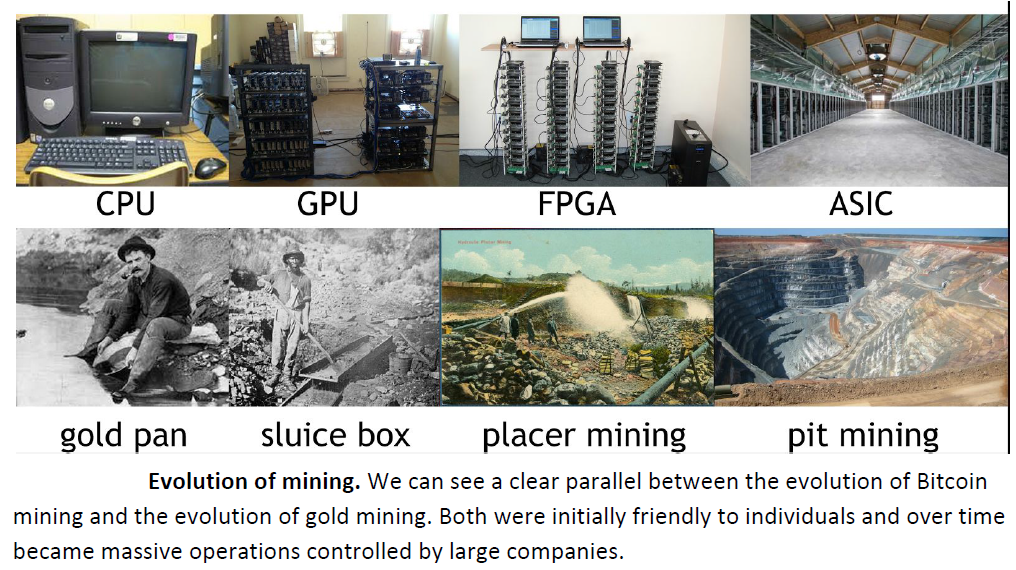 CPU GPU FPGA ASIC
gold pan sluice box placer mining pit mining
Evolution of mining. We can see a clear parallel between the evolution of Bitcoin
mining and the evolution of gold mining. Both were initially friendly to individuals and over time
became massive operations controlled by large companies.